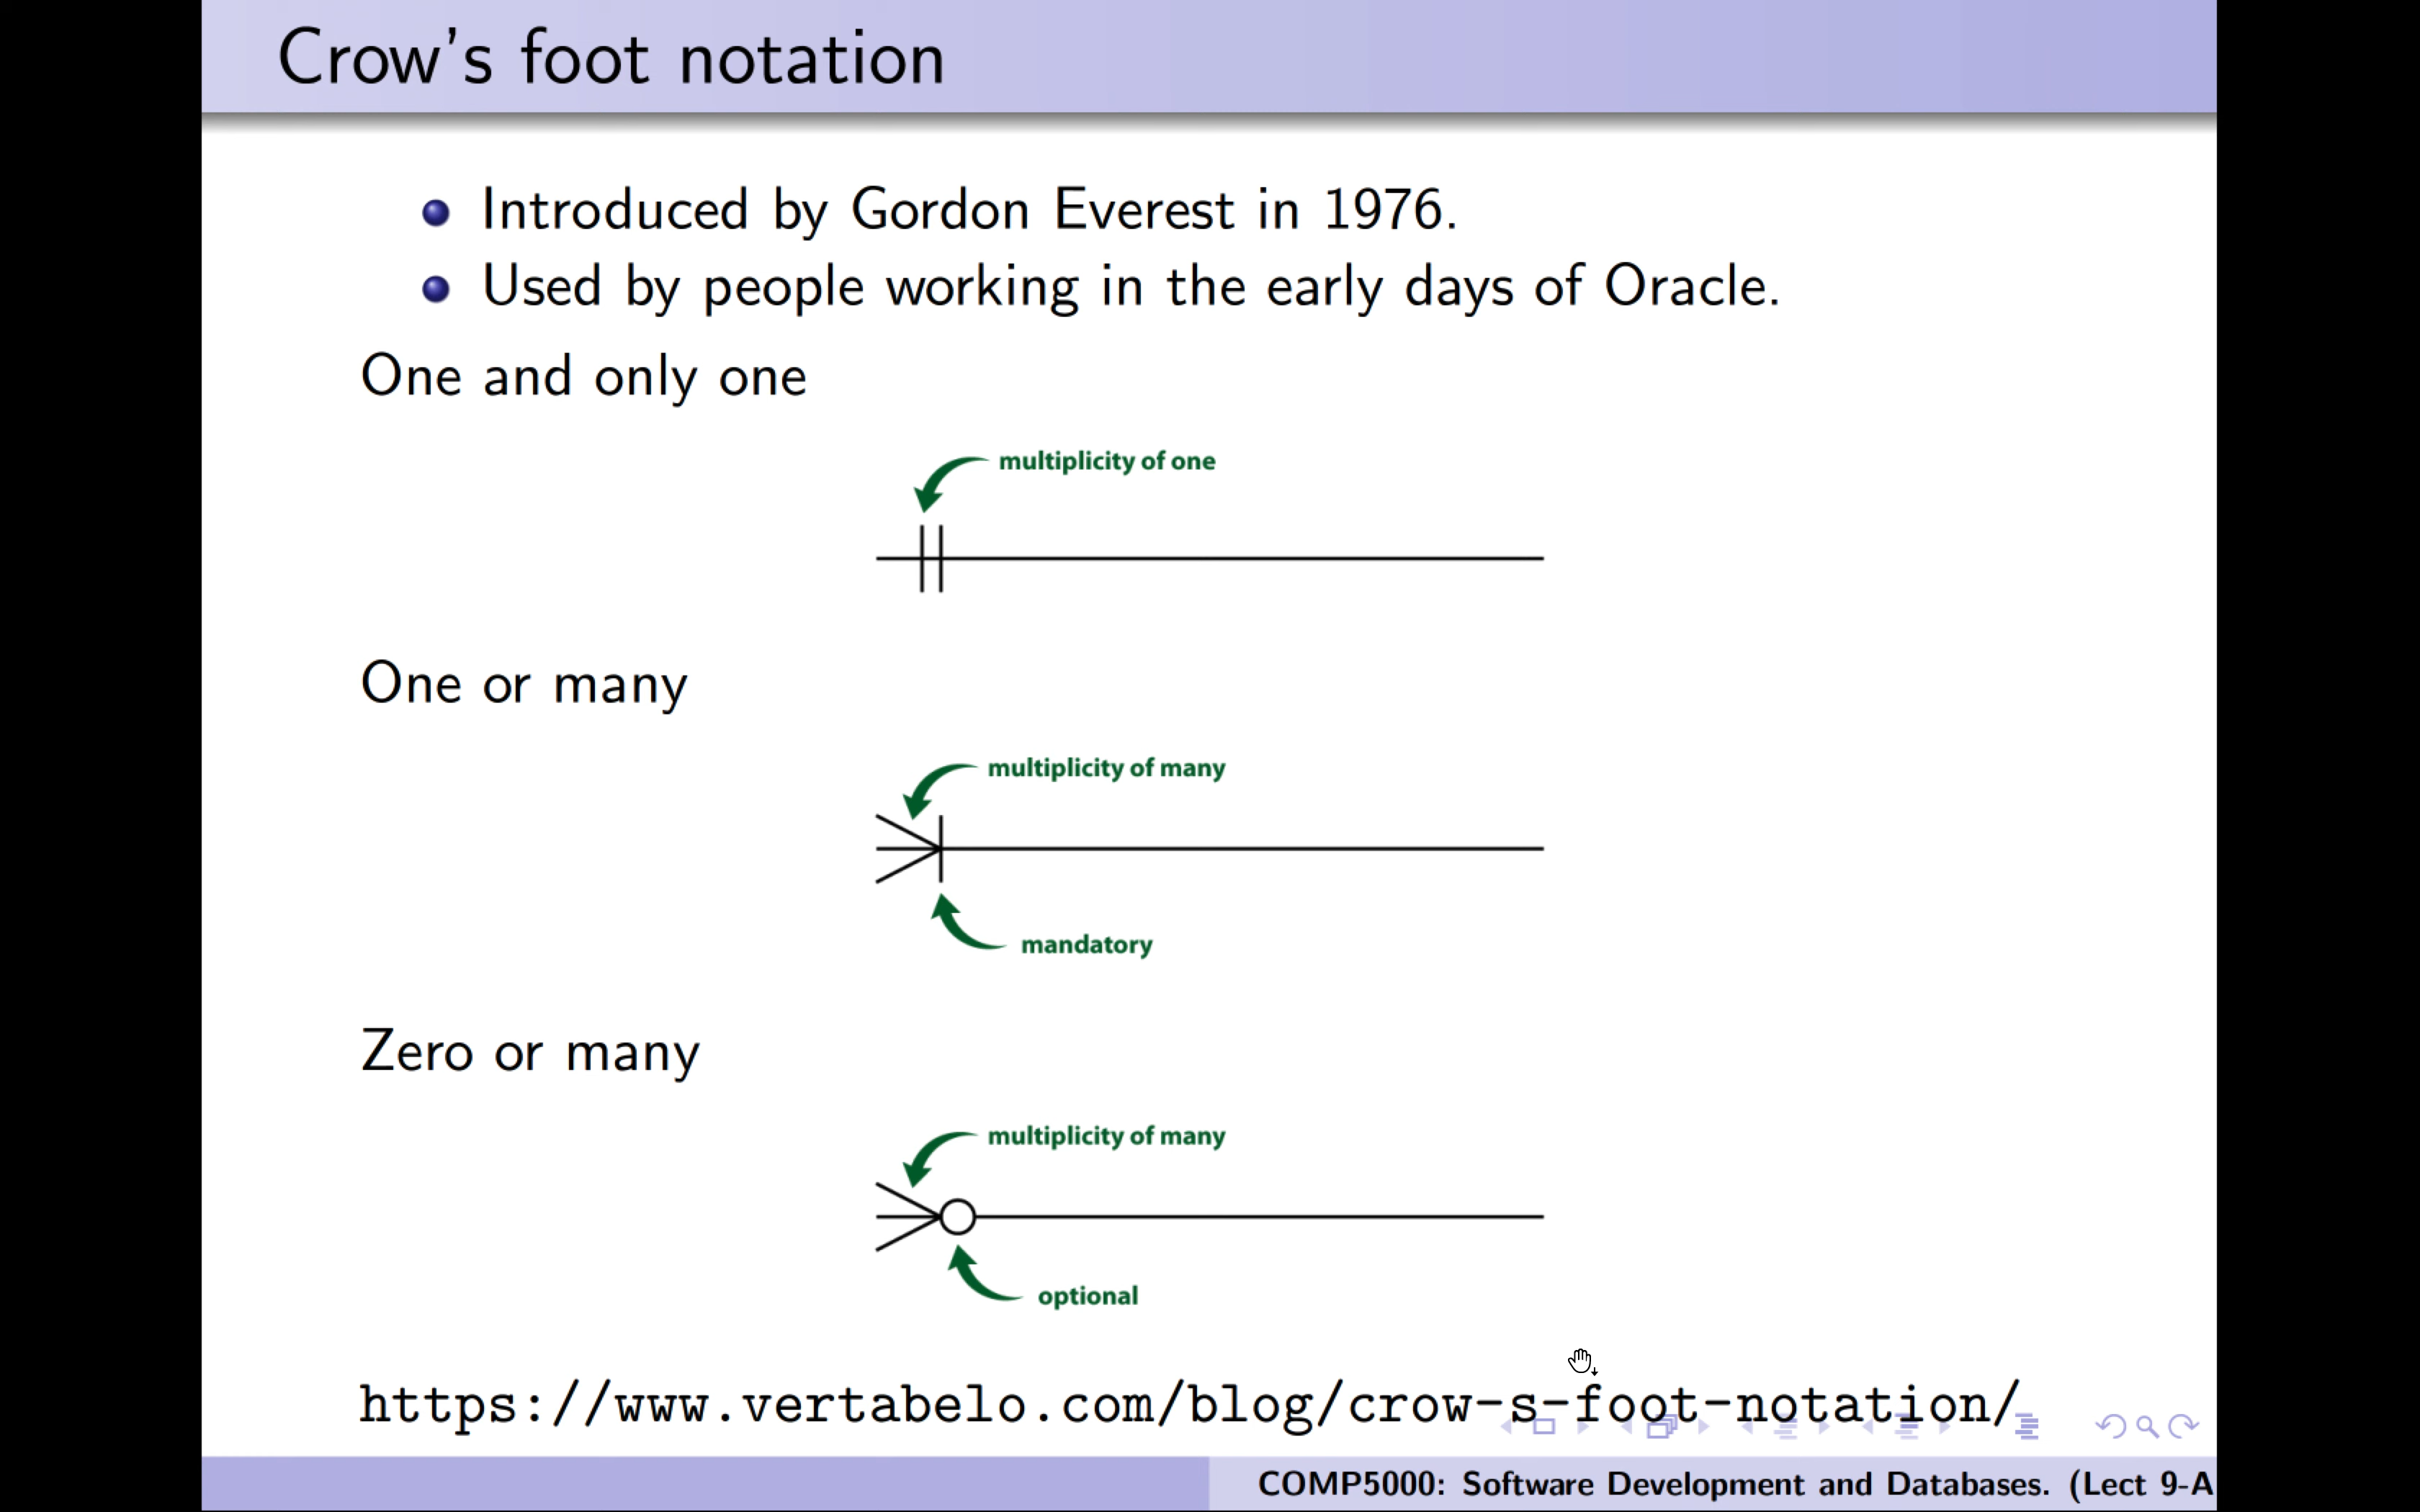 Crow's foot notation
Introduced by Gordon Everest in 1976.
Used by people working in the early days of Oracle.
One and only one
multiplicity of one
One or many
multiplicity of many
mandatory
Zero or many
multiplicity of many
optional
https://www.vertabelo.com/blog/crow-s-foot-notation/
COMP5000: Software Development and Databases. (Lect 9-A